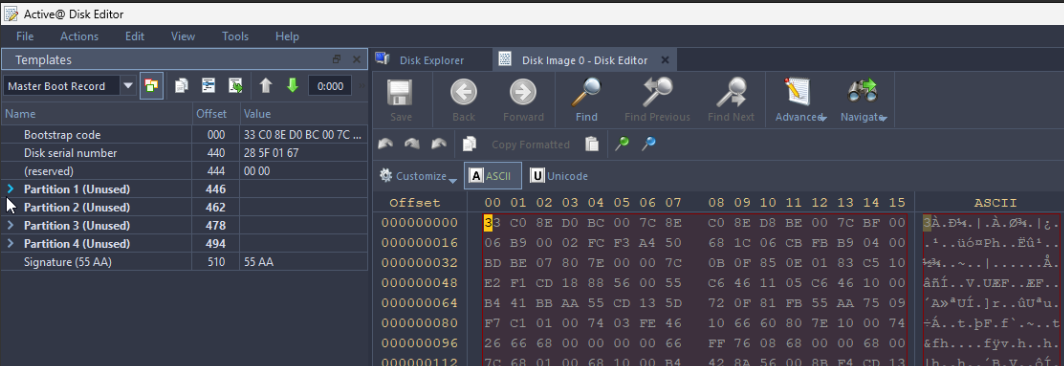 Active@ Disk Editor
File Actions Edit View Tools Help
Templates
Master Boot Record 0:000
Name Offset Value
Bootstrap code 000 33 C0 8E D0 BC 00 7C ...
Disk serial number 440 28 5F 01 67
(reserved) 444 00 00
Partition 1 (Unused) 446
Partition 2 (Unused) 462
Partition 3 (Unused) 478
Partition 4 (Unused) 494
Signature (55 AA) 510 55 AA
Disk Explorer Disk Image 0 - Disk Editor
Save Back Forward Find Find Previous Find Next Advanced Navigate
Copy Formatted
Customize A ASCII U Unicode
Offset 00 01 02 03 04 05 06 07 08 09 10 11 12 13 14 15 ASCII
000000000 33 C0 8E D0 BC 00 7C 8E C0 8E D8 BE 00 7C BF 00 3À.Ð¼.|.À.Ø¾.|¿.
000000016 06 B9 00 02 FC F3 A4 50 68 1C 06 CB FB B9 04 00 .¹..üó¤Ph..Ëû¹..
000000032 BD BE 07 80 7E 00 00 7C 0B 0F 85 0E 01 83 C5 10 ½¾..~..|......Å.
000000048 E2 F1 CD 18 88 56 00 55 C6 46 11 05 C6 46 10 00 âñÍ..V.UÆF..ÆF..
000000064 B4 41 BB AA 55 CD 13 5D 72 0F 81 FB 55 AA 75 09 ´A»ªUÍ.]r..ûUªu.
000000080 F7 C1 01 00 74 03 FE 46 10 66 60 80 7E 10 00 74 ÷Á..t.þF.f`.~..t
000000096 26 66 68 00 00 00 00 66 FF 76 08 68 00 00 68 00 &fh....fÿv.h..h.
000000112 7C 68 01 00 68 10 00 B4 42 8A 56 00 8B F4 CD 13 |h..h..´B.V..ôÍ.